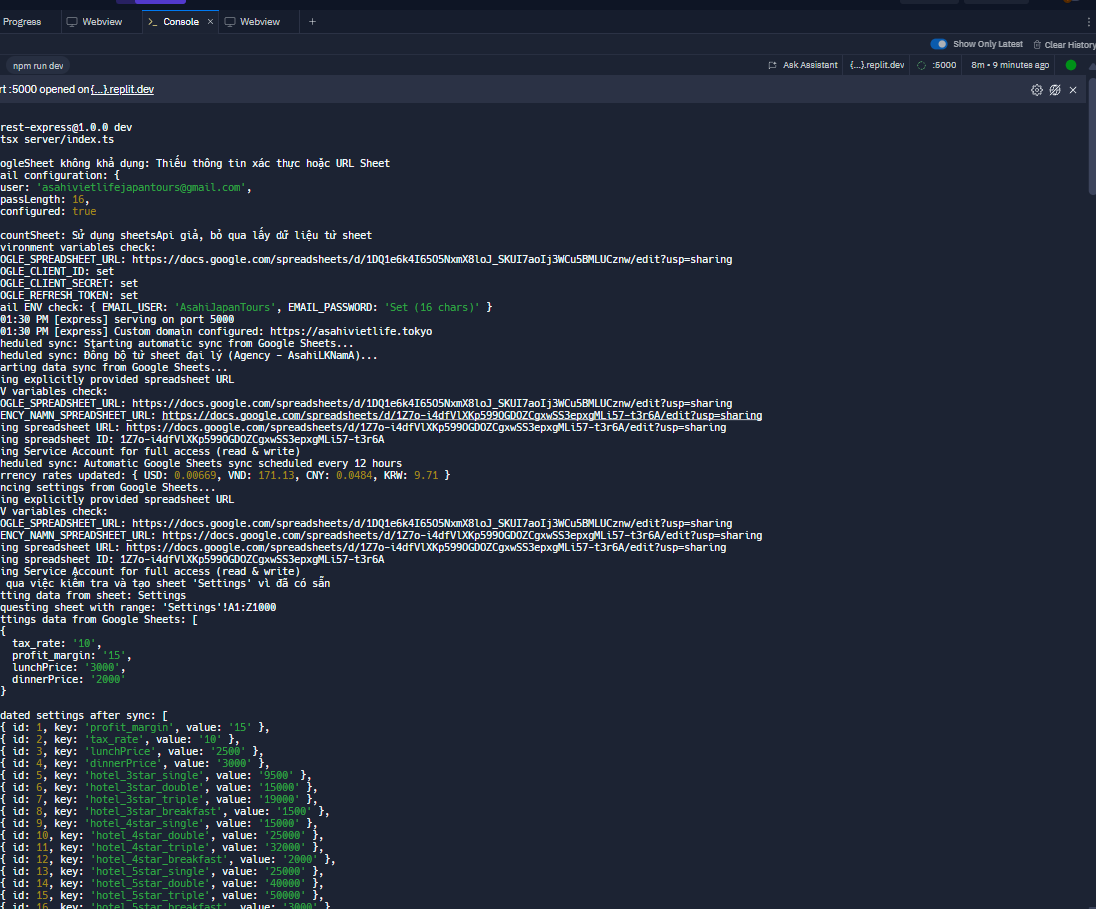 Progress
Webview
Console
Webview
Show Only Latest
Clear History
npm run dev
Ask Assistant
{...}.replit.dev
:5000
8m • 9 minutes ago
rt :5000 opened on {...}.replit.dev
rest-express@1.0.0 dev
tsx server/index.ts
ogleSheet không khả dụng: Thiếu thông tin xác thực hoặc URL Sheet
ail configuration: {
user: 'asahivietlifejapantours@gmail.com',
passLength: 16,
configured: true
countSheet: Sử dụng sheetsApi giả, bỏ qua lấy dữ liệu từ sheet
vironment variables check:
OGLE_SPREADSHEET_URL: https://docs.google.com/spreadsheets/d/1DQ1e6k4I65O5NxmX8loJ_SKUI7aoIj3WCu5BMLUCznw/edit?usp=sharing
OGLE_CLIENT_ID: set
OGLE_CLIENT_SECRET: set
OGLE_REFRESH_TOKEN: set
ail ENV check: { EMAIL_USER: 'AsahiJapanTours', EMAIL_PASSWORD: 'Set (16 chars)' }
01:30 PM [express] serving on port 5000
01:30 PM [express] Custom domain configured: https://asahivietlife.tokyo
heduled sync: Starting automatic sync from Google Sheets...
heduled sync: Đồng bộ từ sheet đại lý (Agency - AsahiLKNamA)...
arting data sync from Google Sheets...
ing explicitly provided spreadsheet URL
V variables check:
OGLE_SPREADSHEET_URL: https://docs.google.com/spreadsheets/d/1DQ1e6k4I65O5NxmX8loJ_SKUI7aoIj3WCu5BMLUCznw/edit?usp=sharing
ENCY_NAMN_SPREADSHEET_URL: https://docs.google.com/spreadsheets/d/1Z7o-i4dfVlXKp599OGDOZCgxwSS3epxgMLi57-t3r6A/edit?usp=sharing
ing spreadsheet URL: https://docs.google.com/spreadsheets/d/1Z7o-i4dfVlXKp599OGDOZCgxwSS3epxgMLi57-t3r6A/edit?usp=sharing
ing spreadsheet ID: 1Z7o-i4dfVlXKp599OGDOZCgxwSS3epxgMLi57-t3r6A
ing Service Account for full access (read & write)
heduled sync: Automatic Google Sheets sync scheduled every 12 hours
rrency rates updated: { USD: 0.00669, VND: 171.13, CNY: 0.0484, KRW: 9.71 }
ncing settings from Google Sheets...
ing explicitly provided spreadsheet URL
V variables check:
OGLE_SPREADSHEET_URL: https://docs.google.com/spreadsheets/d/1DQ1e6k4I65O5NxmX8loJ_SKUI7aoIj3WCu5BMLUCznw/edit?usp=sharing
ENCY_NAMN_SPREADSHEET_URL: https://docs.google.com/spreadsheets/d/1Z7o-i4dfVlXKp599OGDOZCgxwSS3epxgMLi57-t3r6A/edit?usp=sharing
ing spreadsheet URL: https://docs.google.com/spreadsheets/d/1Z7o-i4dfVlXKp599OGDOZCgxwSS3epxgMLi57-t3r6A/edit?usp=sharing
ing spreadsheet ID: 1Z7o-i4dfVlXKp599OGDOZCgxwSS3epxgMLi57-t3r6A
ing Service Account for full access (read & write)
qua việc kiểm tra và tạo sheet 'Settings' vì đã có sẵn
tting data from sheet: Settings
questing sheet with range: 'Settings'!A1:Z1000
ttings data from Google Sheets: [
{
tax_rate: '10',
profit_margin: '15',
lunchPrice: '3000',
dinnerPrice: '2000'
}
dated settings after sync: [
{ id: 1, key: 'profit_margin', value: '15' },
{ id: 2, key: 'tax_rate', value: '10' },
{ id: 3, key: 'lunchPrice', value: '2500' },
{ id: 4, key: 'dinnerPrice', value: '3000' },
{ id: 5, key: 'hotel_3star_single', value: '9500' },
{ id: 6, key: 'hotel_3star_double', value: '15000' },
{ id: 7, key: 'hotel_3star_triple', value: '19000' },
{ id: 8, key: 'hotel_3star_breakfast', value: '1500' },
{ id: 9, key: 'hotel_4star_single', value: '15000' },
{ id: 10, key: 'hotel_4star_double', value: '25000' },
{ id: 11, key: 'hotel_4star_triple', value: '32000' },
{ id: 12, key: 'hotel_4star_breakfast', value: '2000' },
{ id: 13, key: 'hotel_5star_single', value: '25000' },
{ id: 14, key: 'hotel_5star_double', value: '40000' },
{ id: 15, key: 'hotel_5star_triple', value: '50000' },
{ id: 16, key: 'hotel_5star_breakfast', value: '3000' },